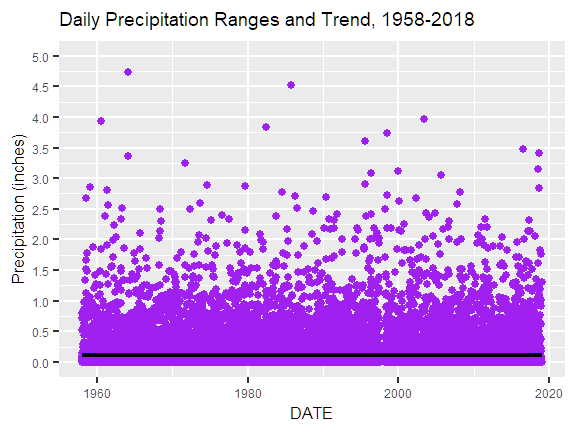 Daily Precipitation Ranges and Trend, 1958-2018
Precipitation (inches)
5.0
4.5
4.0
3.5
3.0
2.5
2.0
1.5
1.0
0.5
0.0
1960 1980 2000 2020
DATE